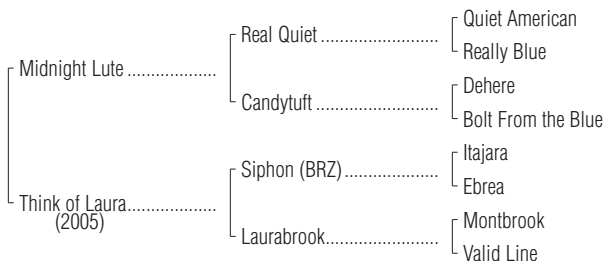 Quiet American
Real Quiet ........................
Really Blue
Midnight Lute ..................
Dehere
Candytuft .........................
Bolt From the Blue
Itajara
Siphon (BRZ) ...................
Ebrea
Think of Laura..................
(2005)
Montbrook
Laurabrook.......................
Valid Line